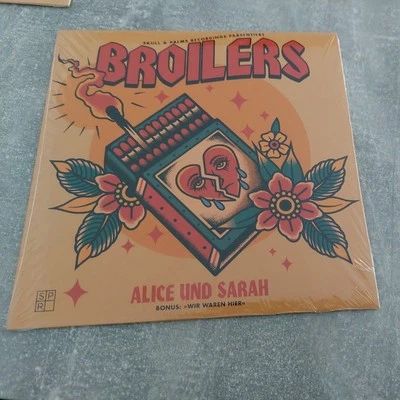 SKULL & PALMS RECORDINGS PRÄSENTIERT
BROILERS
ALICE UND SARAH
BONUS: »WIR WAREN HIER«
S P
R